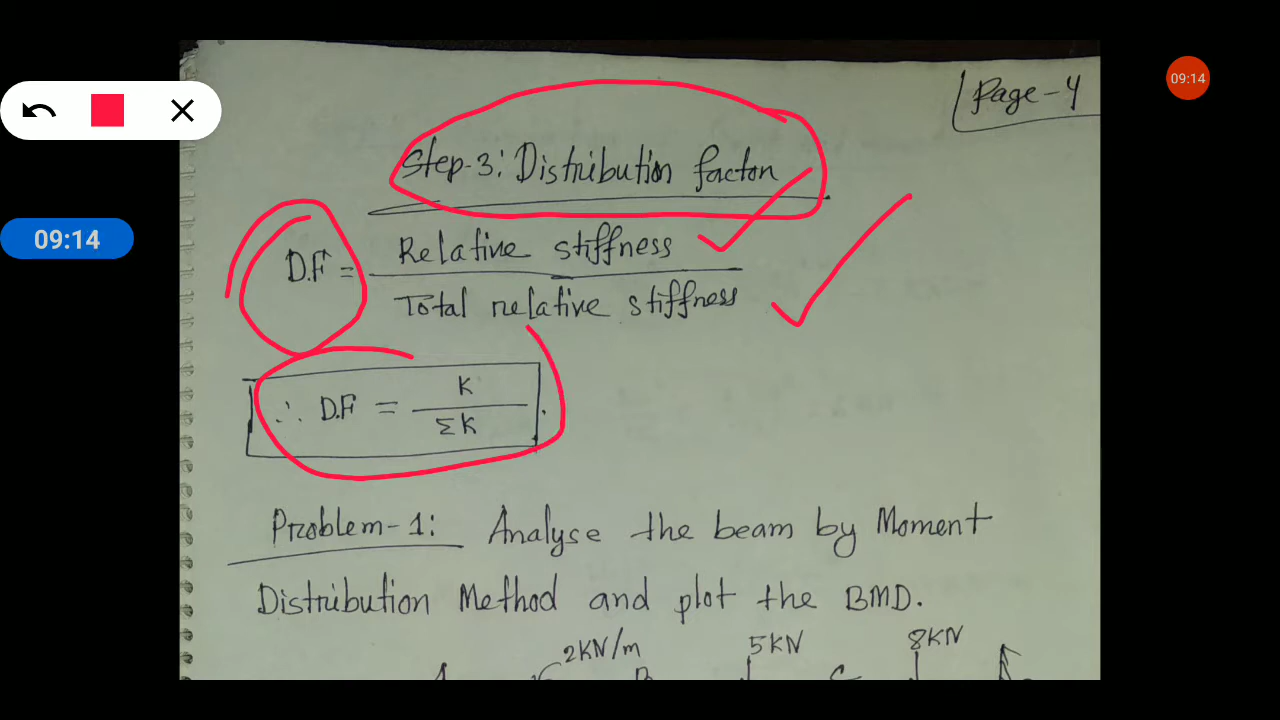 09:14
Page-4
Step-3: Distribution factor
09:14
D.F = Relative stiffness
Total relative stiffness
∴ D.F = K
ΣK
Problem-1: Analyse the beam by Moment
Distribution Method and plot the BMD.
2KN/m 5KN 8KN